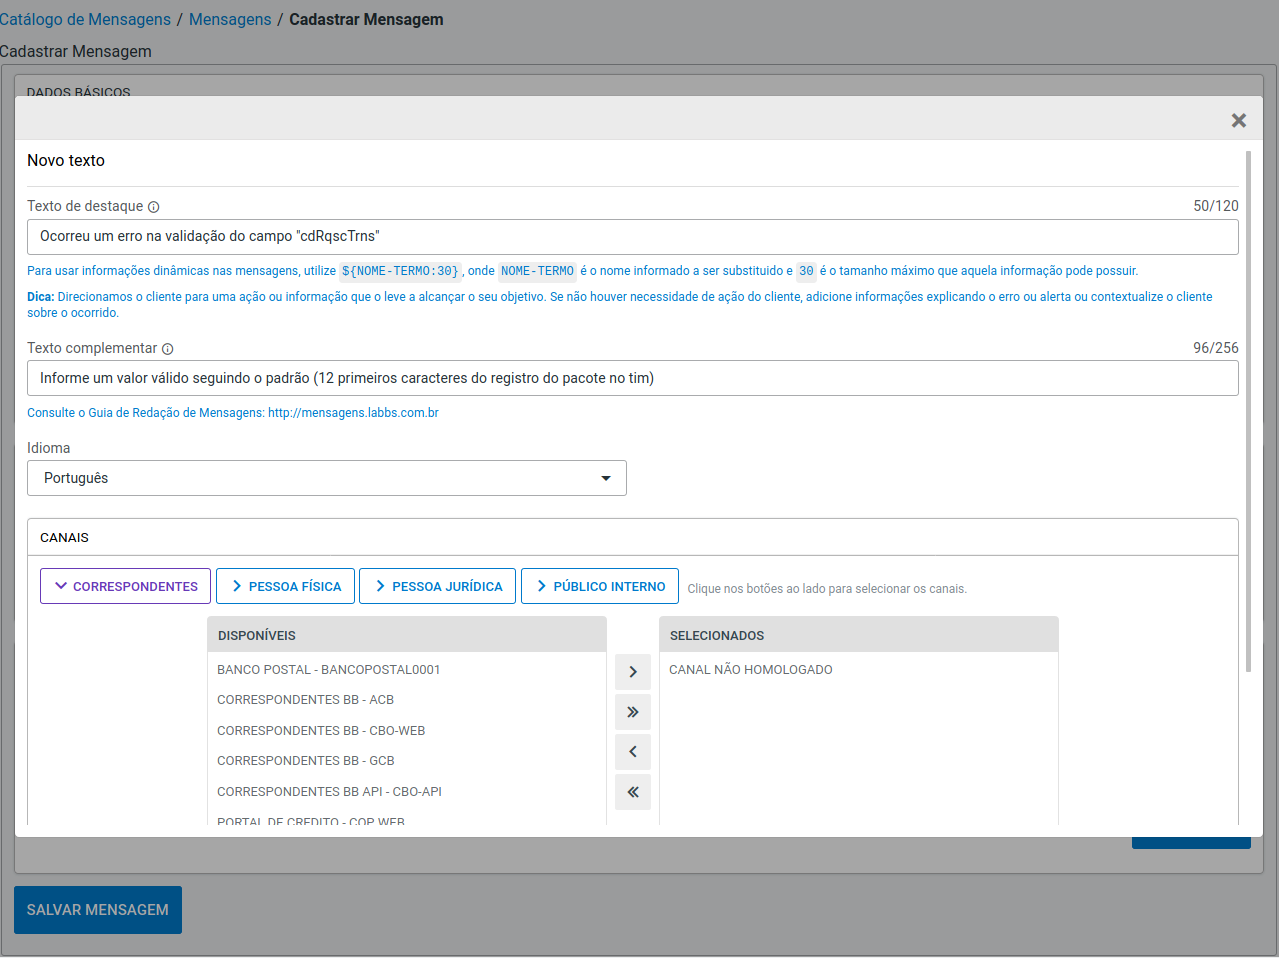 Catálogo de Mensagens / Mensagens / Cadastrar Mensagem
Cadastrar Mensagem
DADOS BÁSICOS
Novo texto
Texto de destaque 50/120
Ocorreu um erro na validação do campo "cdRqscTrns"
Para usar informações dinâmicas nas mensagens, utilize ${NOME-TERMO:30}, onde NOME-TERMO é o nome informado a ser substituido e 30 é o tamanho máximo que aquela informação pode possuir.
Dica: Direcionamos o cliente para uma ação ou informação que o leve a alcançar o seu objetivo. Se não houver necessidade de ação do cliente, adicione informações explicando o erro ou alerta ou contextualize o cliente
sobre o ocorrido.
Texto complementar 96/256
Informe um valor válido seguindo o padrão (12 primeiros caracteres do registro do pacote no tim)
Consulte o Guia de Redação de Mensagens: http://mensagens.labbs.com.br
Idioma
Português
CANAIS
CORRESPONDENTES PESSOA FÍSICA PESSOA JURÍDICA PÚBLICO INTERNO Clique nos botões ao lado para selecionar os canais.
DISPONÍVEIS SELECIONADOS
BANCO POSTAL - BANCOPOSTAL0001 CANAL NÃO HOMOLOGADO
CORRESPONDENTES BB - ACB
CORRESPONDENTES BB - CBO-WEB
CORRESPONDENTES BB - GCB
CORRESPONDENTES BB API - CBO-API
PORTAL DE CREDITO - COP WEB
SALVAR MENSAGEM